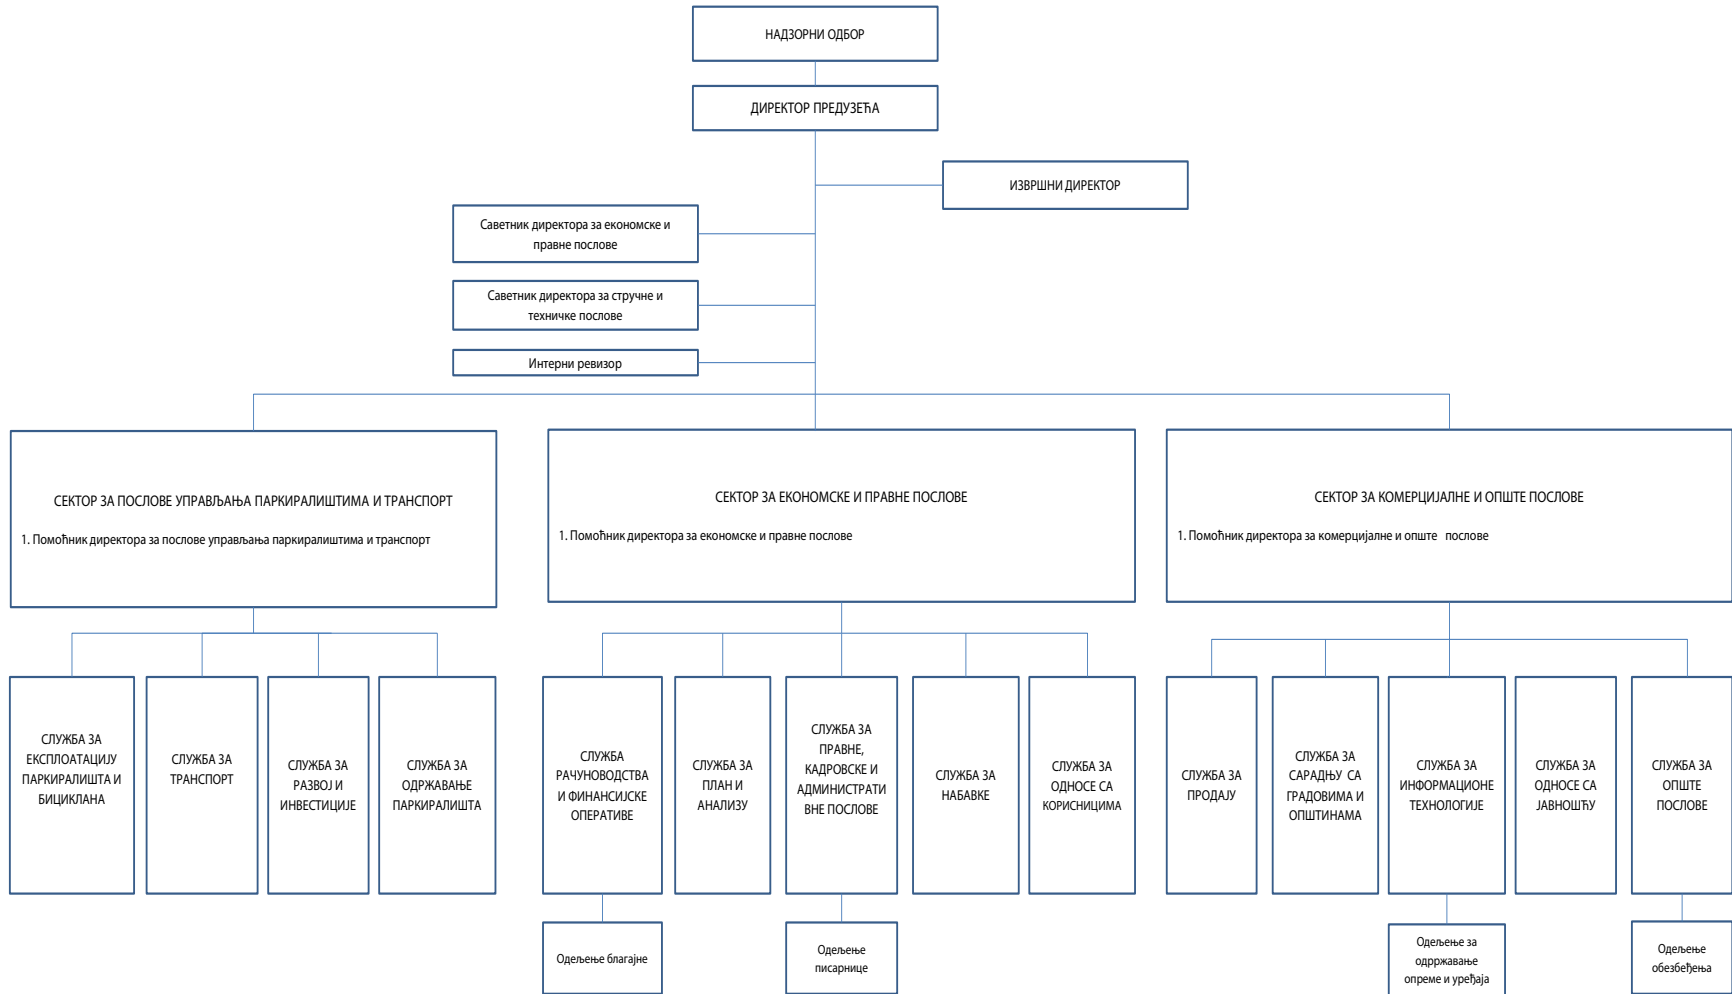 НАДЗОРНИ ОДБОР
ДИРЕКТОР ПРЕДУЗЕЋА
ИЗВРШНИ ДИРЕКТОР
Саветник директора за економске и
правне послове
Саветник директора за стручне и
техничке послове
Интерни ревизор
СЕКТОР ЗА ПОСЛОВЕ УПРАВЉАЊА ПАРКИРАЛИШТИМА И ТРАНСПОРТ
1. Помоћник директора за послове управљања паркиралиштима и транспорт
СЕКТОР ЗА ЕКОНОМСКЕ И ПРАВНЕ ПОСЛОВЕ
1. Помоћник директора за економске и правне послове
СЕКТОР ЗА КОМЕРЦИЈАЛНЕ И ОПШТЕ ПОСЛОВЕ
1. Помоћник директора за комерцијалне и опште послове
СЛУЖБА ЗА
ЕКСПЛОАТАЦИЈУ
ПАРКИРАЛИШТА И
БИЦИКЛАНА
СЛУЖБА ЗА
ТРАНСПОРТ
СЛУЖБА ЗА
РАЗВОЈ И
ИНВЕСТИЦИЈЕ
СЛУЖБА ЗА
ОДРЖАВАЊЕ
ПАРКИРАЛИШТА
СЛУЖБА
РАЧУНОВОДСТВА
И ФИНАНСИЈСКЕ
ОПЕРАТИВЕ
СЛУЖБА ЗА
ПЛАН И
АНАЛИЗУ
СЛУЖБА ЗА
ПРАВНЕ,
КАДРОВСКЕ И
АДМИНИСТРАТИ
ВНЕ ПОСЛОВЕ
СЛУЖБА ЗА
НАБАВКЕ
СЛУЖБА ЗА
ОДНОСЕ СА
КОРИСНИЦИМА
СЛУЖБА ЗА
ПРОДАЈУ
СЛУЖБА ЗА
САРАДЊУ СА
ГРАДОВИМА И
ОПШТИНАМА
СЛУЖБА ЗА
ИНФОРМАЦИОНЕ
ТЕХНОЛОГИЈЕ
СЛУЖБА ЗА
ОДНОСЕ СА
ЈАВНОШЋУ
СЛУЖБА ЗА
ОПШТЕ
ПОСЛОВЕ
Одељење благајне
Одељење
писарнице
Одељење за
одрржавање
опреме и уређаја
Одељење
обезбеђења